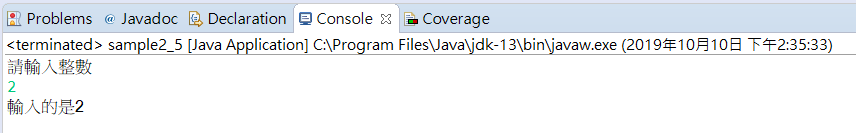 Problems @ Javadoc Declaration Console Coverage
<terminated> sample2_5 [Java Application] C:\Program Files\Java\jdk-13\bin\javaw.exe (2019年10月10日 下午2:35:33)
請輸入整數
2
輸入的是2